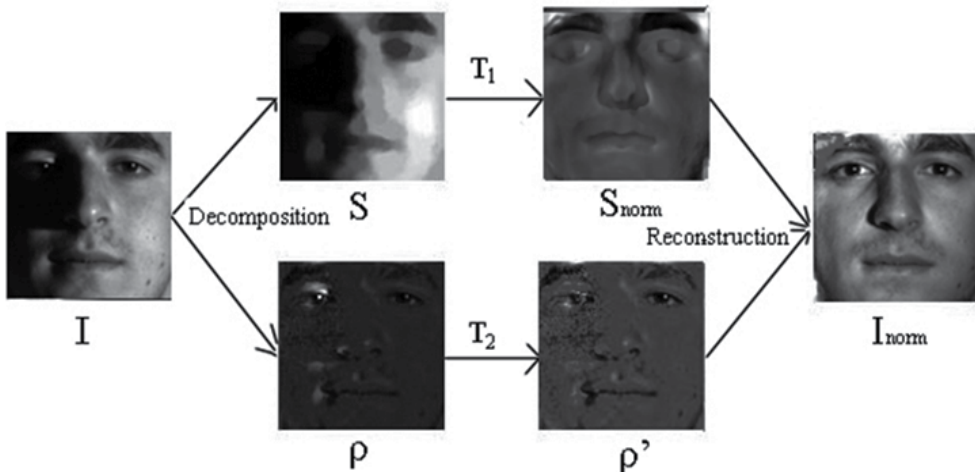 T1
S
Snorm
Decomposition
Reconstruction
I
T2
Inorm
ρ
ρ’